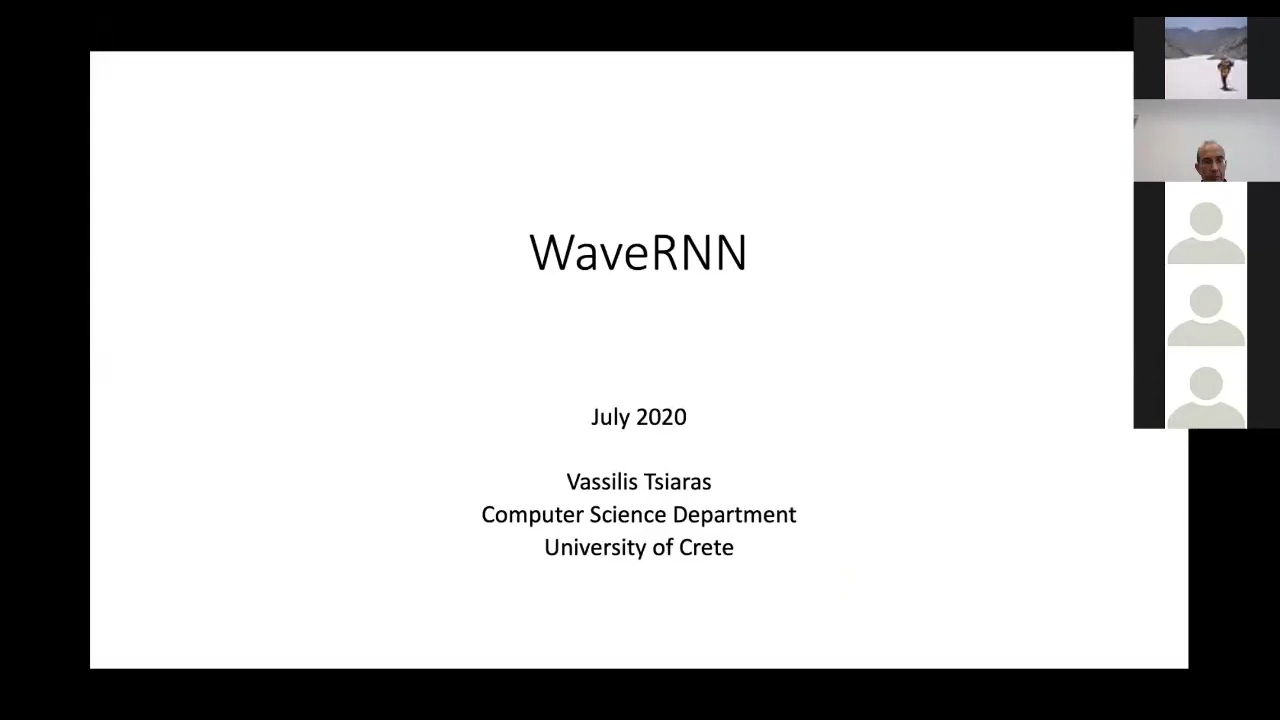 WaveRNN
July 2020
Vassilis Tsiaras
Computer Science Department
University of Crete